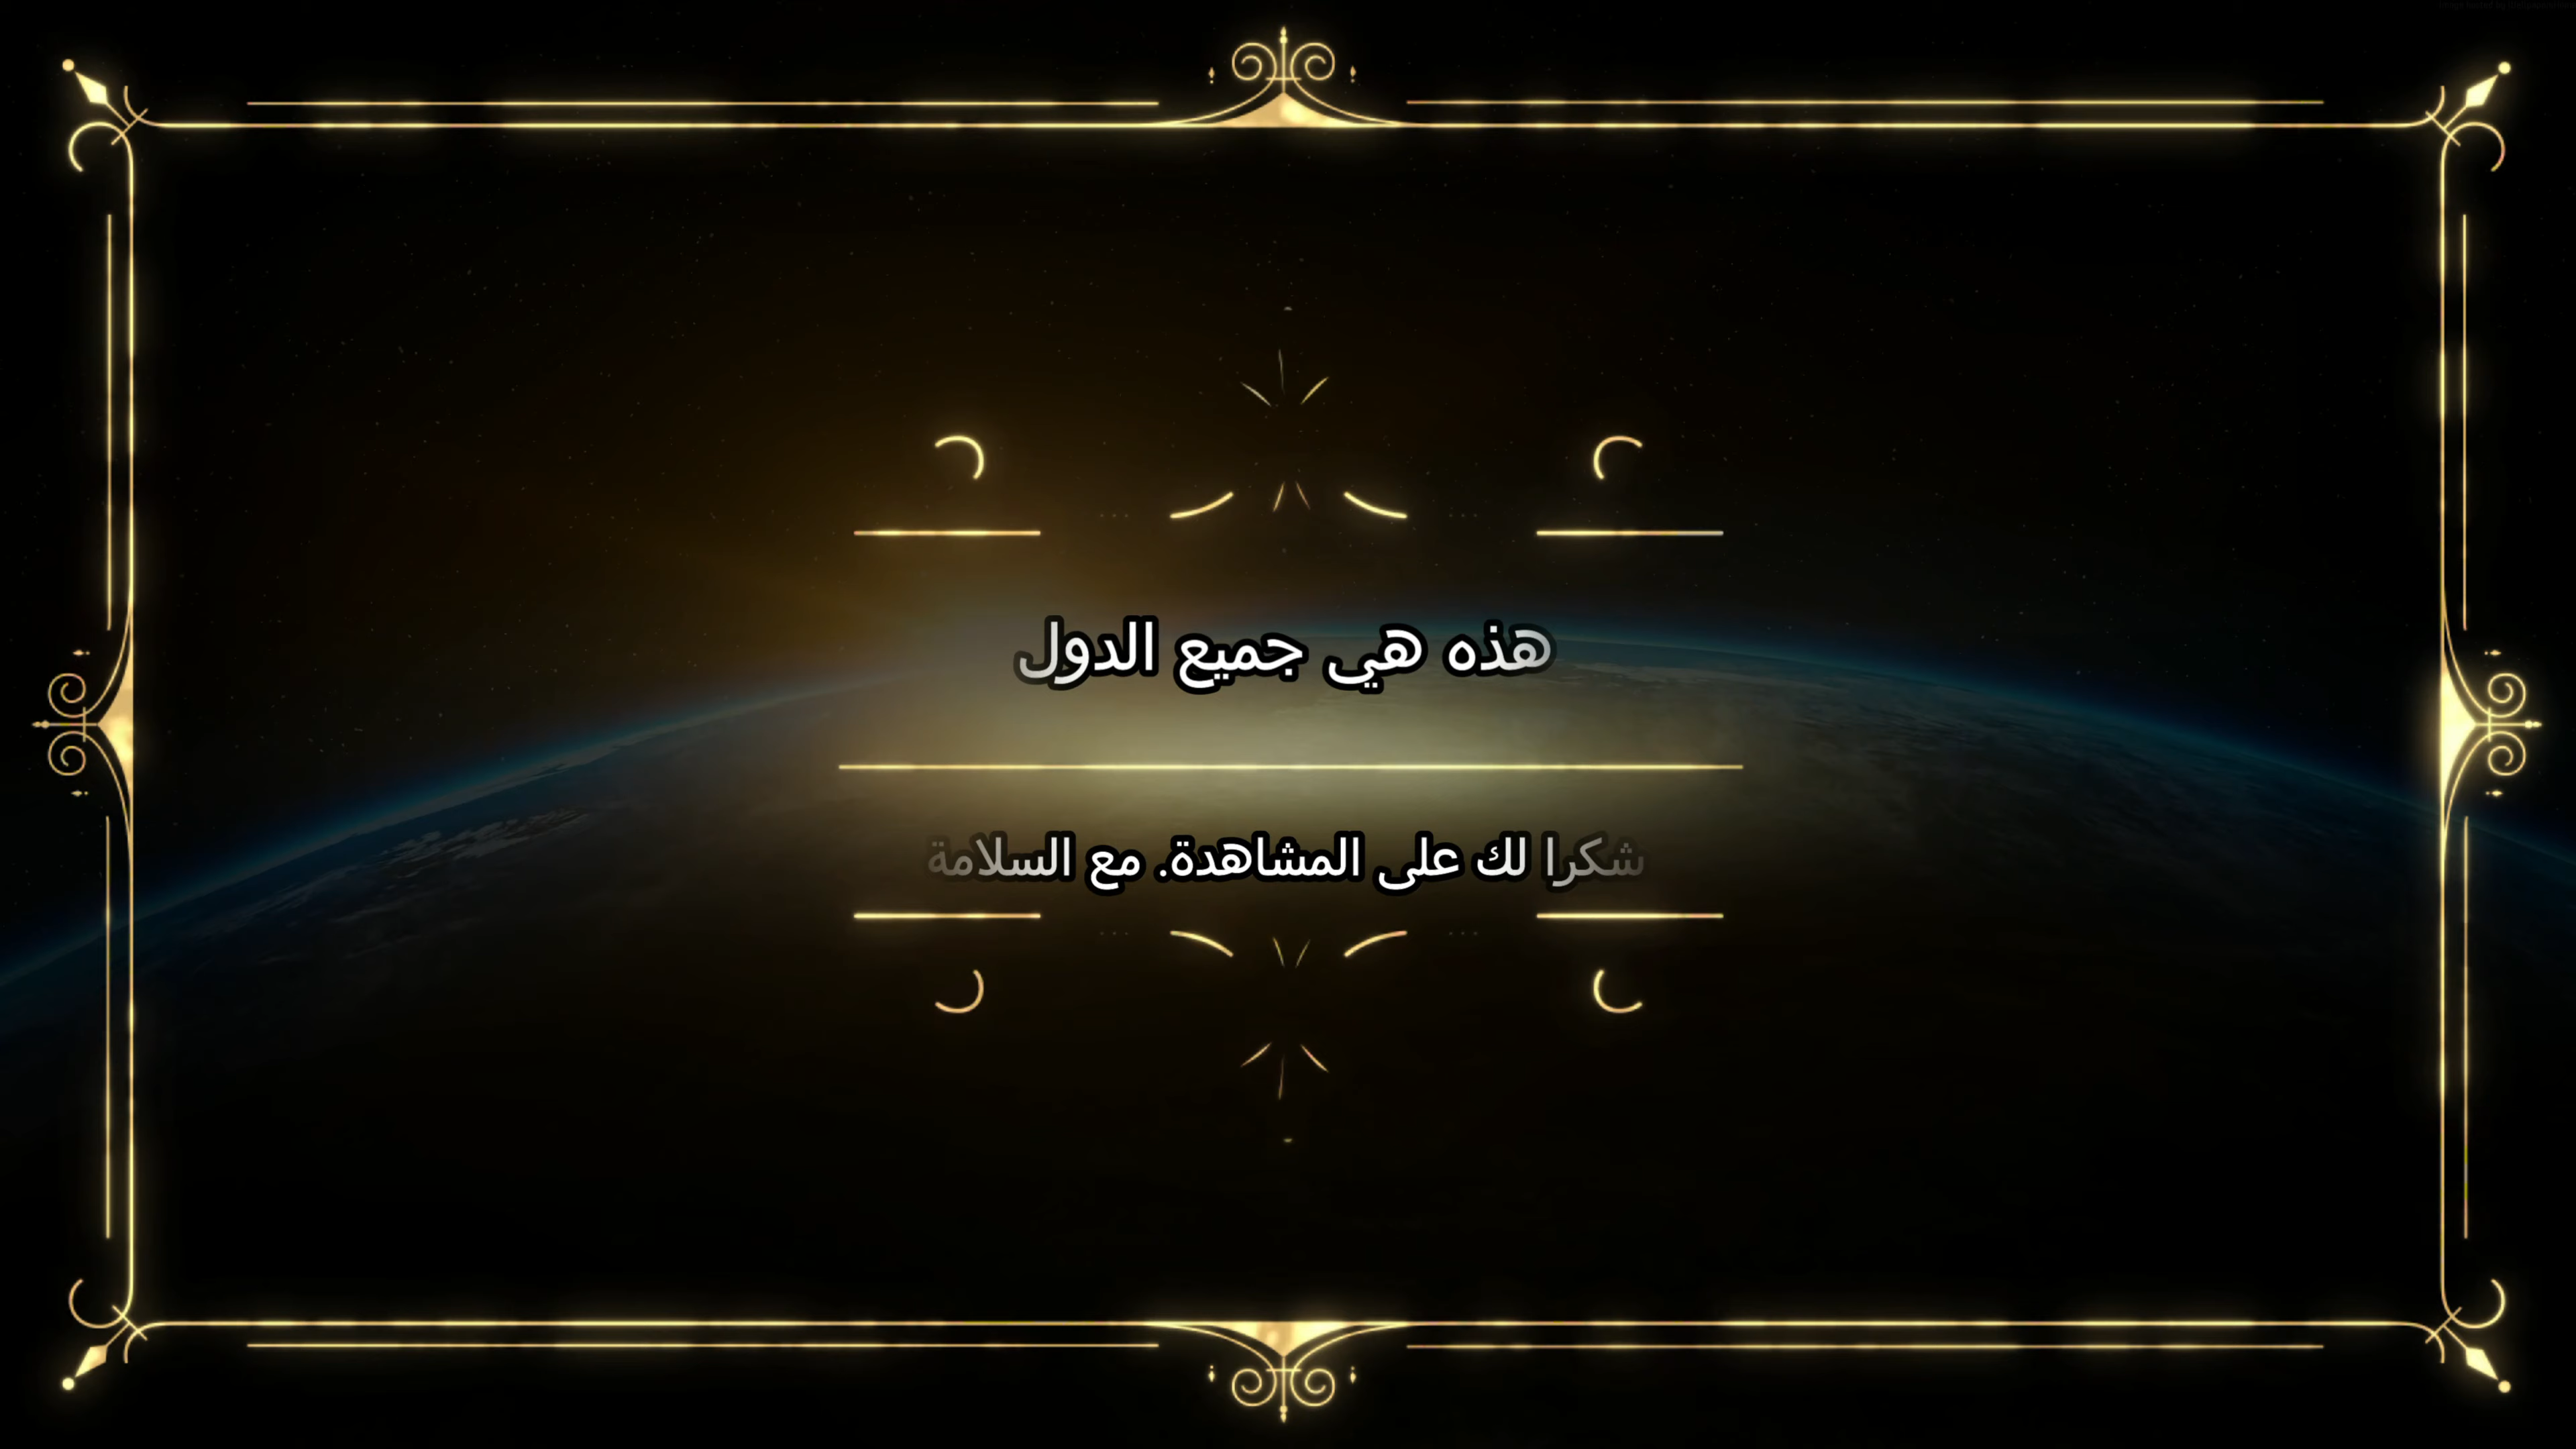 هذه هي جميع الدول
شكرا لك على المشاهدة. مع السلامة